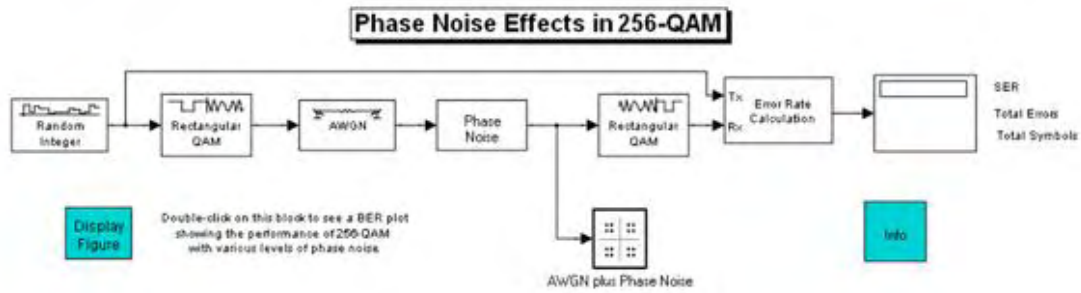 Phase Noise Effects in 256-QAM
Random
Integer
Rectangular
QAM
AWGN
Phase
Noise
Rectangular
QAM
Tx
Rx
Error Rate
Calculation
SER
Total Errors
Total Symbols
Display
Figure
Double-click on this block to see a BER plot
showing the performance of 256-QAM
with various levels of phase noise
AWGN plus Phase Noise
Info